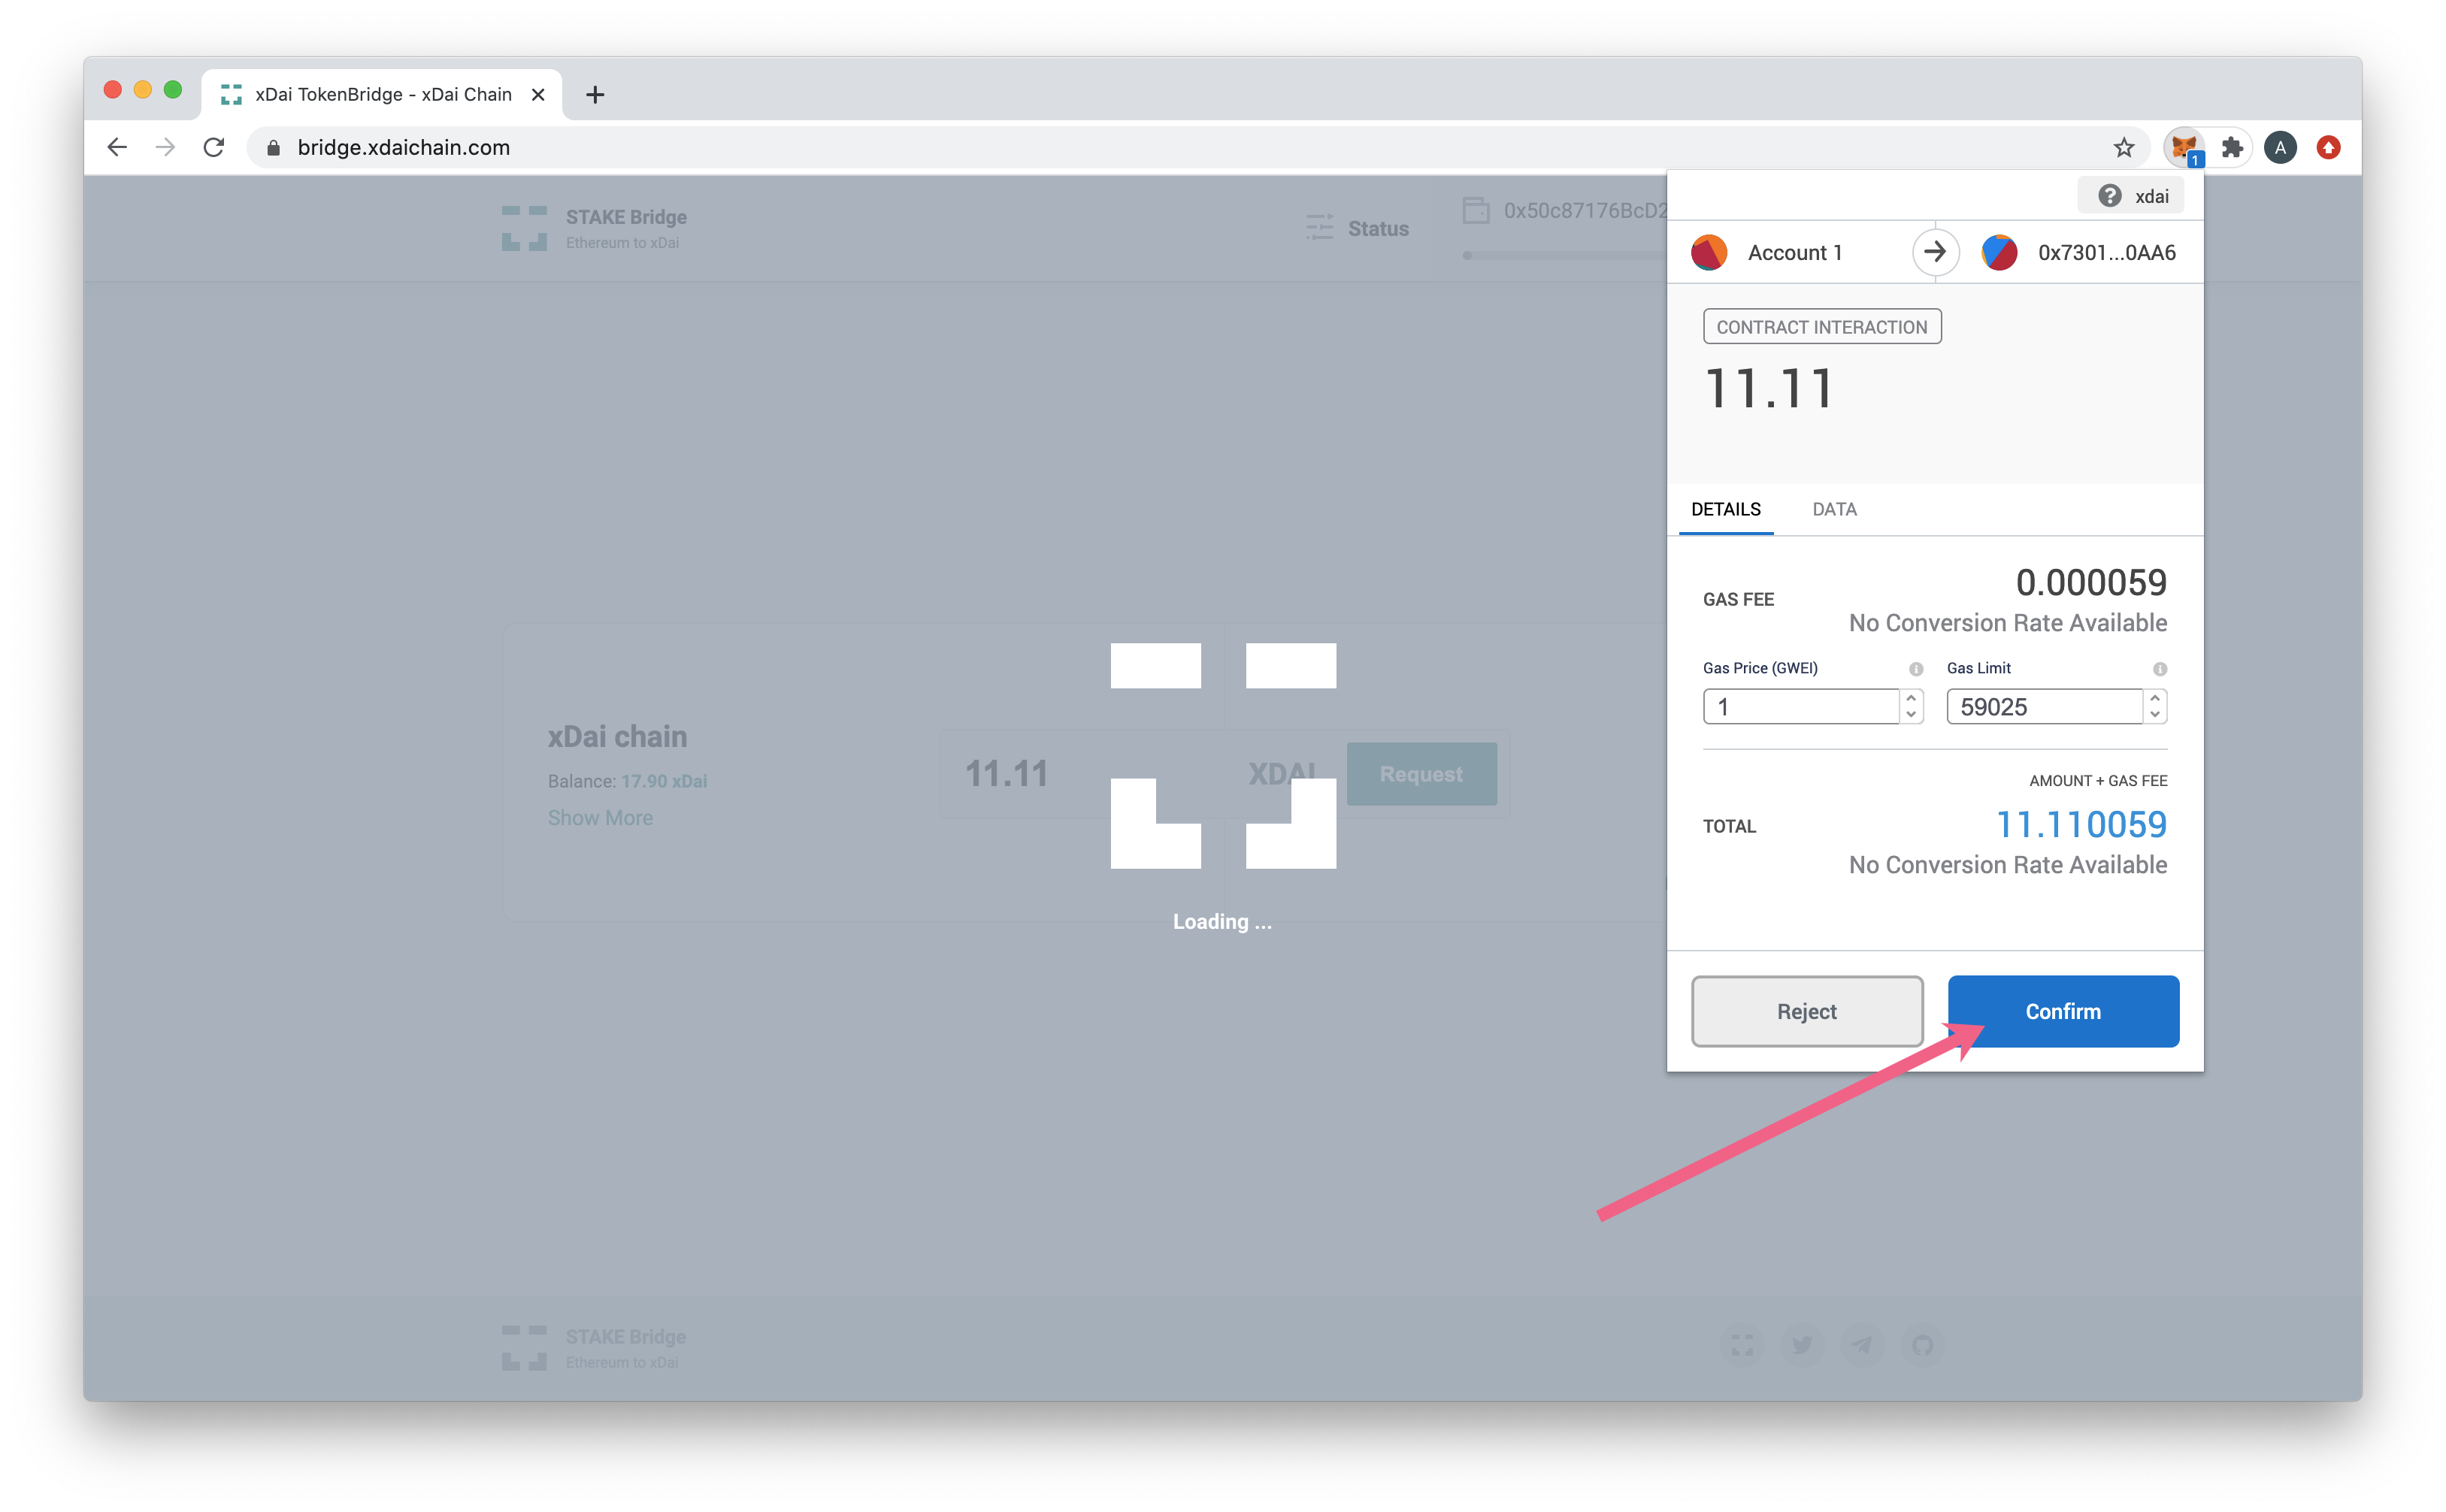 xDai TokenBridge - xDai Chain
bridge.xdaichain.com
1
A
STAKE Bridge
Ethereum to xDai
Status
0x50c87176BcD2
xDai chain
Balance: 17.90 xDai
Show More
11.11
XDAI
Request
Loading ...
STAKE Bridge
Ethereum to xDai
? xdai
Account 1
0x7301...0AA6
CONTRACT INTERACTION
11.11
DETAILS
DATA
GAS FEE
0.000059
No Conversion Rate Available
Gas Price (GWEI)
Gas Limit
1
59025
AMOUNT + GAS FEE
TOTAL
11.110059
No Conversion Rate Available
Reject
Confirm